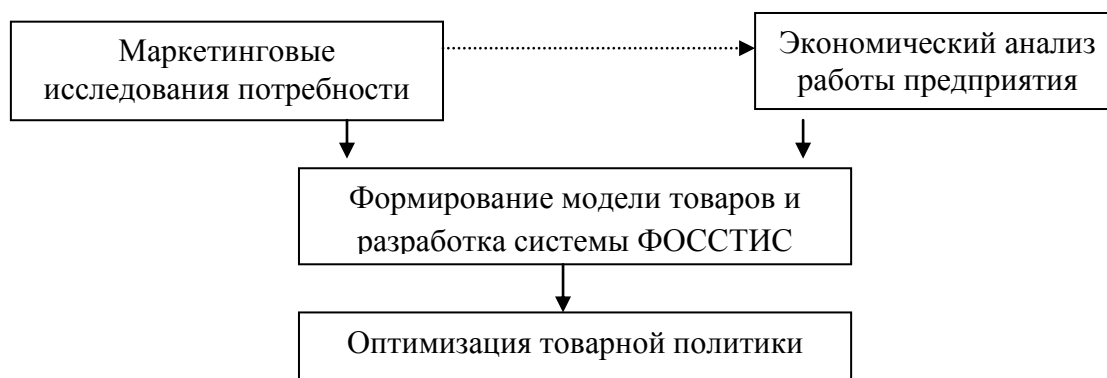 Маркетинговые
исследования потребности
Экономический анализ
работы предприятия
Формирование модели товаров и
разработка системы ФОССТИС
Оптимизация товарной политики